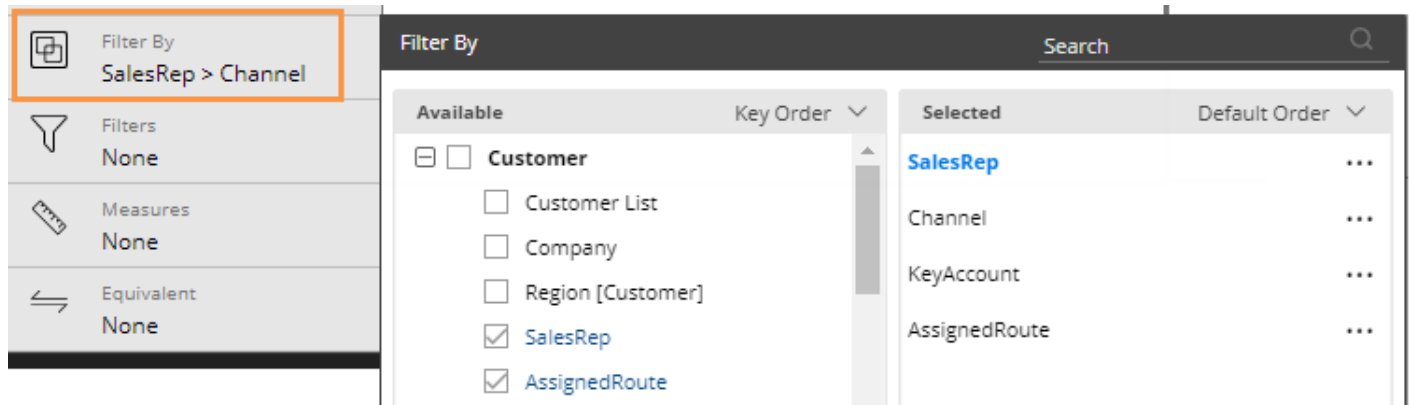 Filter By
SalesRep > Channel
Filters
None
Measures
None
Equivalent
None
Filter By
Search
Available
Key Order
Customer
Customer List
Company
Region [Customer]
SalesRep
AssignedRoute
Selected
Default Order
SalesRep
...
Channel
...
KeyAccount
...
AssignedRoute
...